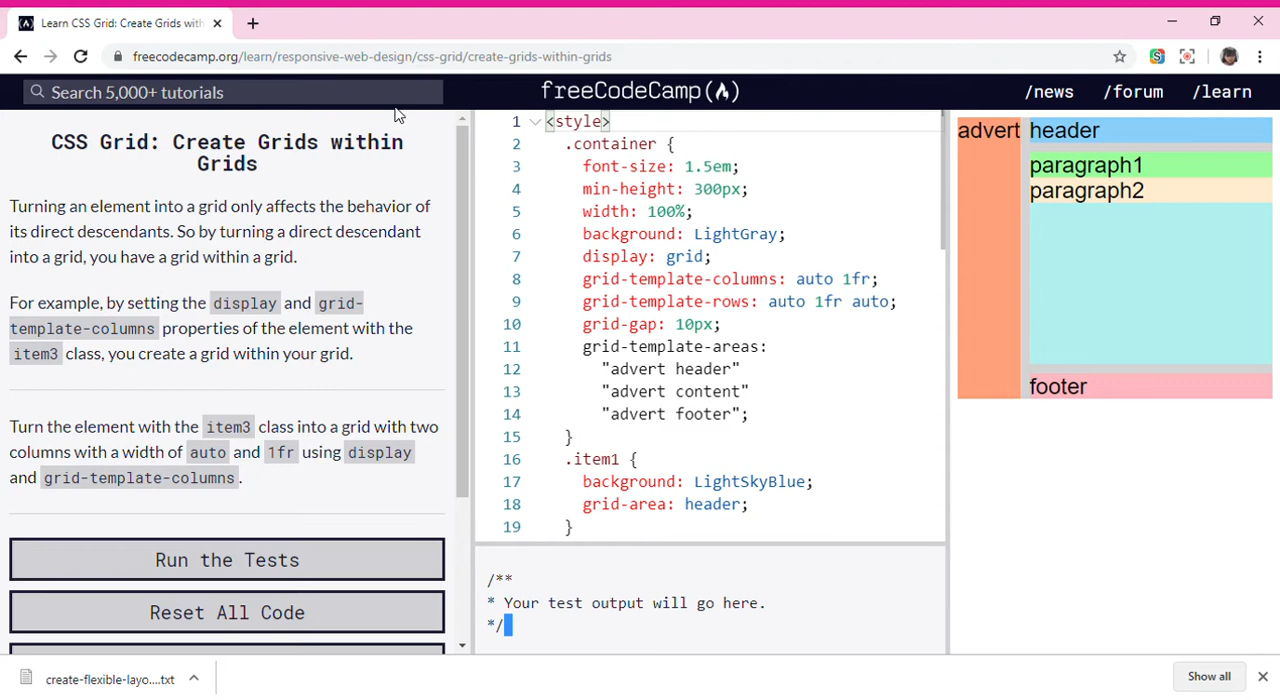 Learn CSS Grid: Create Grids with
freecodecamp.org/learn/responsive-web-design/css-grid/create-grids-within-grids
Search 5,000+ tutorials
freeCodeCamp
/news
/forum
/learn
CSS Grid: Create Grids within
Grids
Turning an element into a grid only affects the behavior of
its direct descendants. So by turning a direct descendant
into a grid, you have a grid within a grid.
For example, by setting the display and grid-
template-columns properties of the element with the
item3 class, you create a grid within your grid.
Turn the element with the item3 class into a grid with two
columns with a width of auto and 1fr using display
and grid-template-columns.
Run the Tests
Reset All Code
1 <style>
2 .container {
3 font-size: 1.5em;
4 min-height: 300px;
5 width: 100%;
6 background: LightGray;
7 display: grid;
8 grid-template-columns: auto 1fr;
9 grid-template-rows: auto 1fr auto;
10 grid-gap: 10px;
11 grid-template-areas:
12 "advert header"
13 "advert content"
14 "advert footer";
15 }
16 .item1 {
17 background: LightSkyBlue;
18 grid-area: header;
19 }
/**
* Your test output will go here.
*/
advert
header
paragraph1
paragraph2
footer
create-flexible-layo....txt
Show all